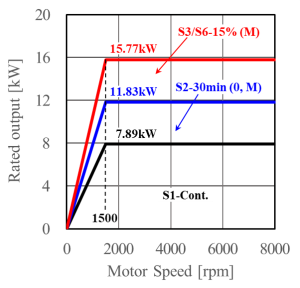 20
S3/S6-15% (M)
16
15.77kW
S2-30min (0, M)
12
11.83kW
8
7.89kW
S1-Cont.
4
1500
0
0
2000
4000
6000
8000
Rated output [kW]
Motor Speed [rpm]